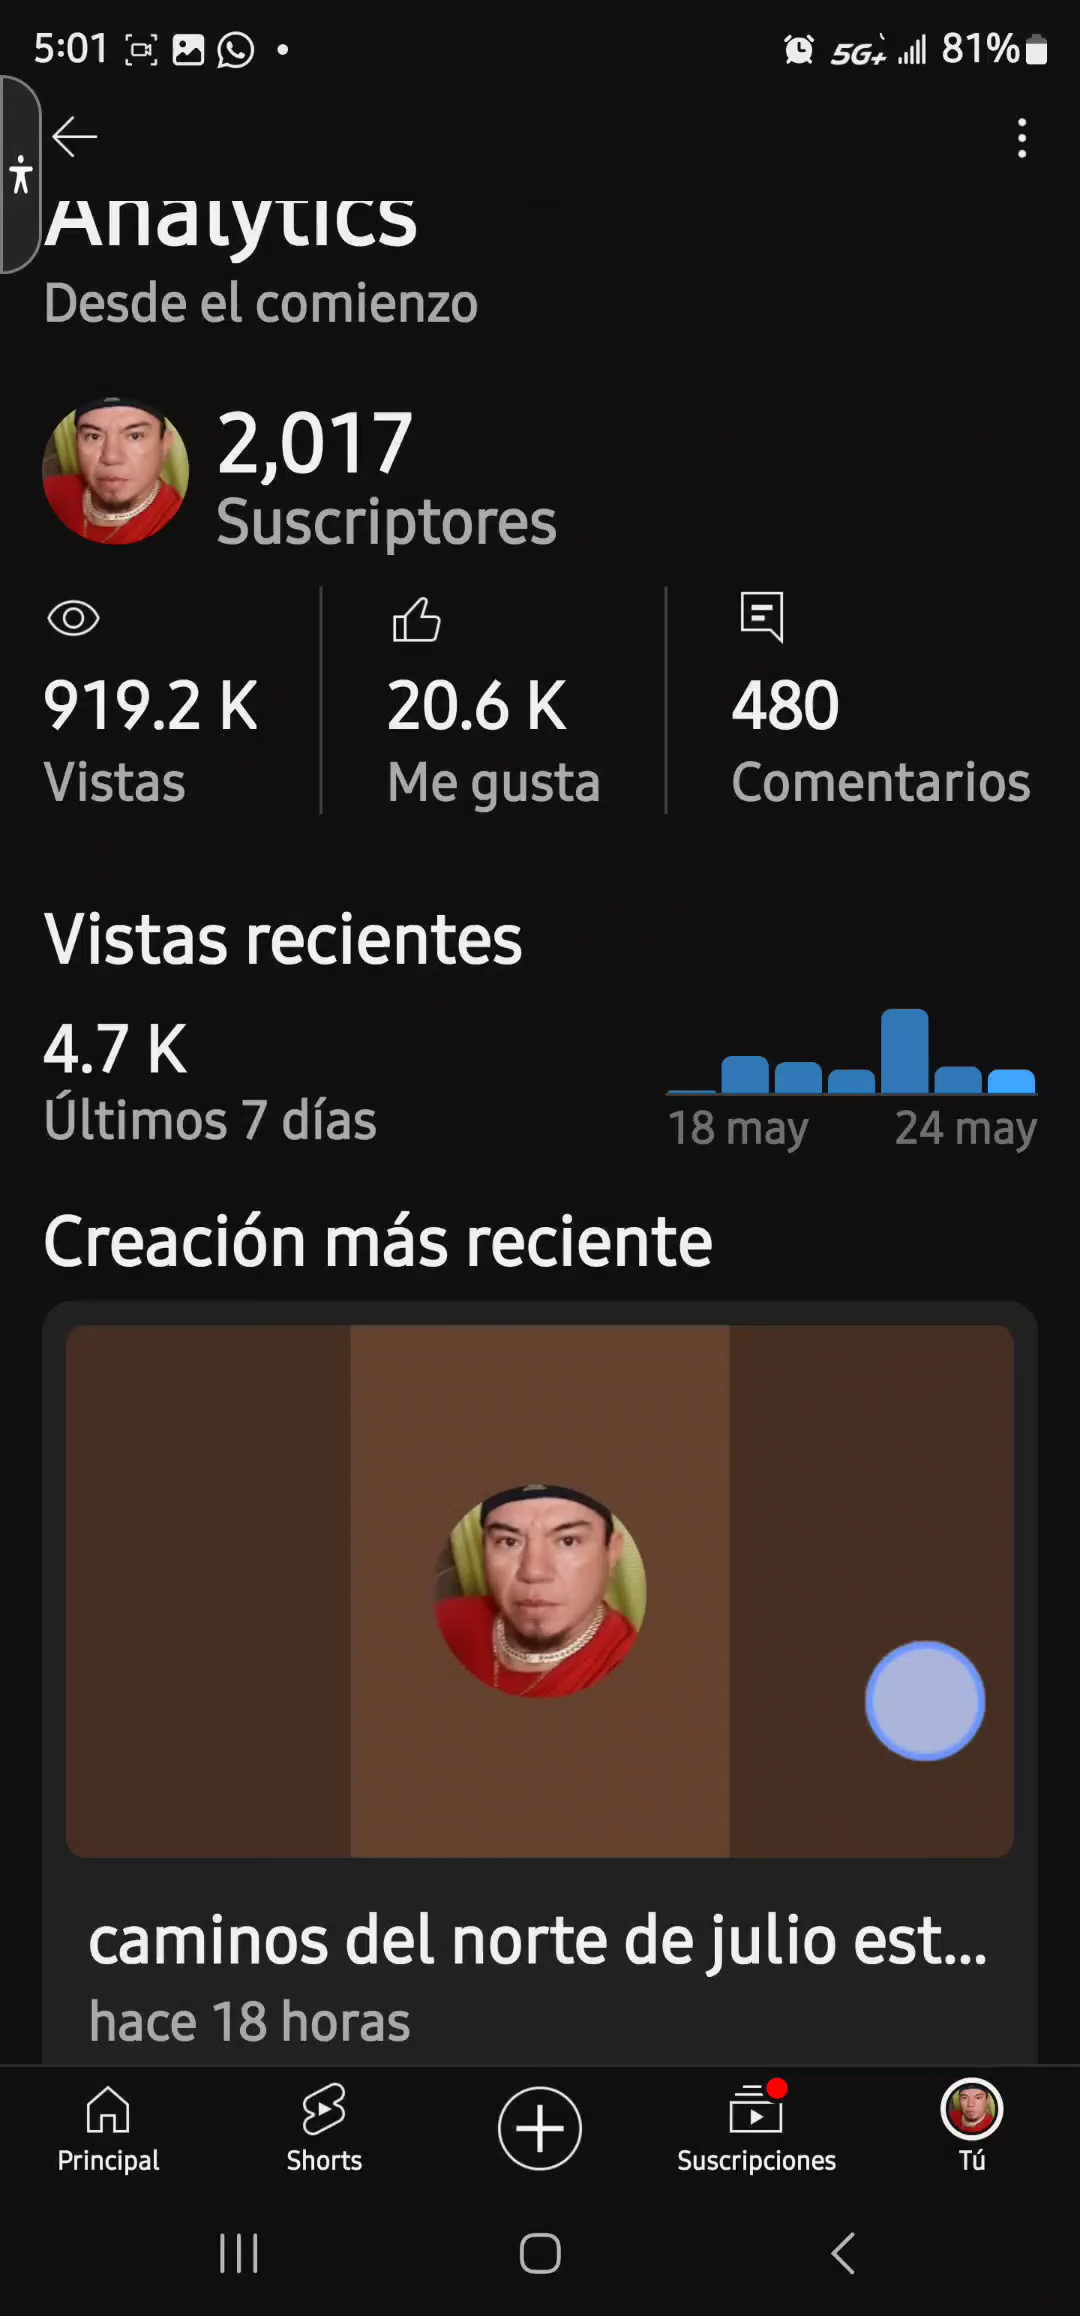 5:01
5G+ 81%
Analytics
Desde el comienzo
2,017
Suscriptores
919.2 K
Vistas
20.6 K
Me gusta
480
Comentarios
Vistas recientes
4.7 K
Últimos 7 días
18 may
24 may
Creación más reciente
caminos del norte de julio est...
hace 18 horas
Principal
Shorts
Suscripciones
Tú